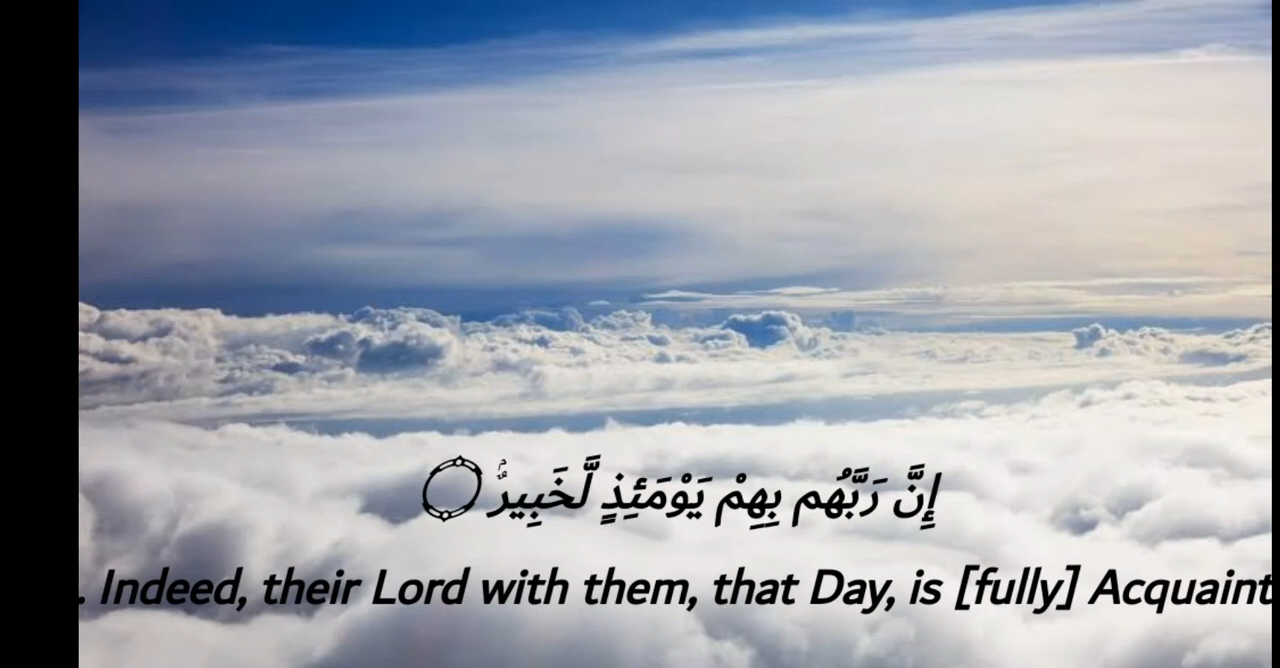 إِنَّ رَبَّهُم بِهِمْ يَوْمَئِذٍ لَّخَبِيرٌۢ ۝
. Indeed, their Lord with them, that Day, is [fully] Acquaint